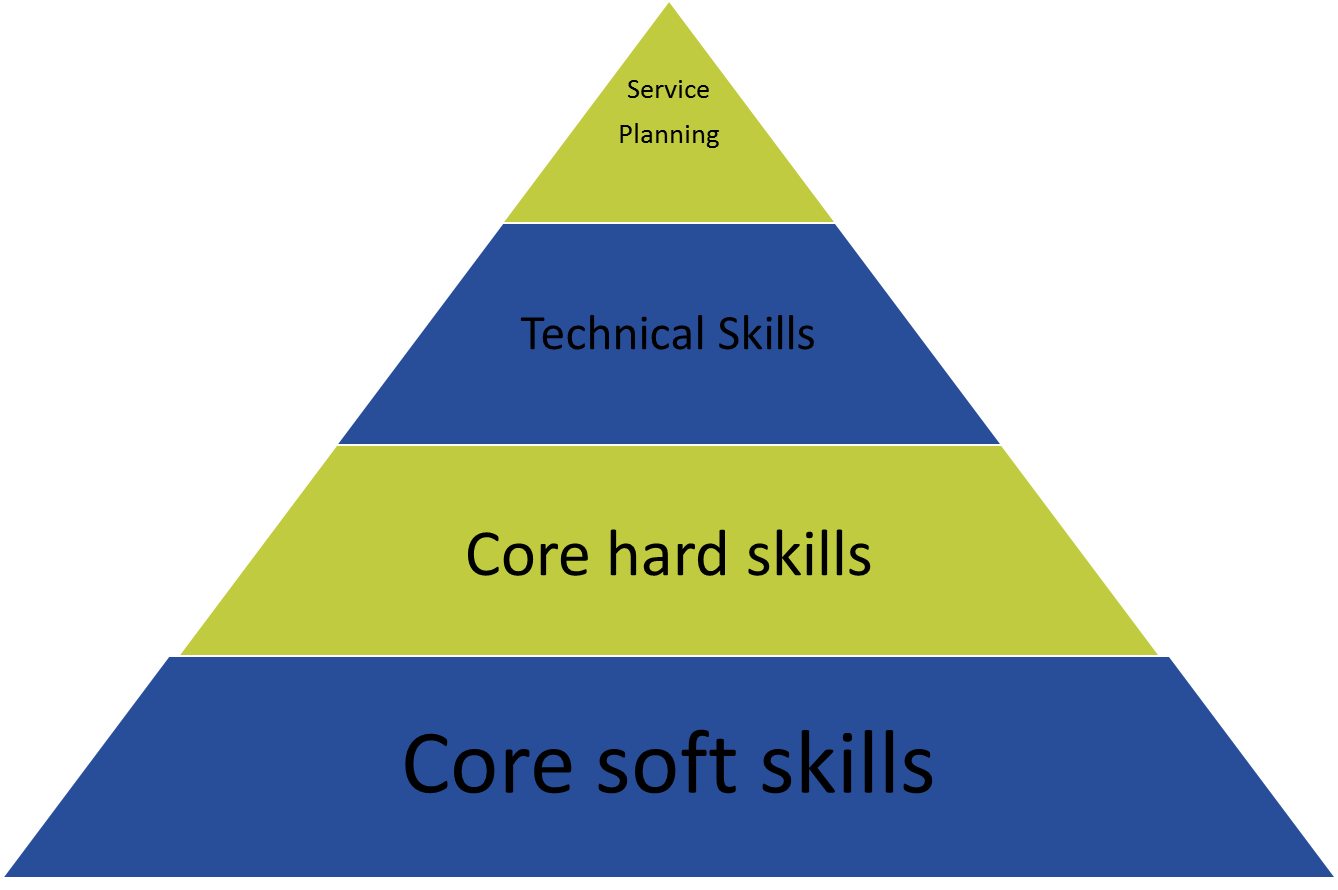 Service
Planning
Technical Skills
Core hard skills
Core soft skills